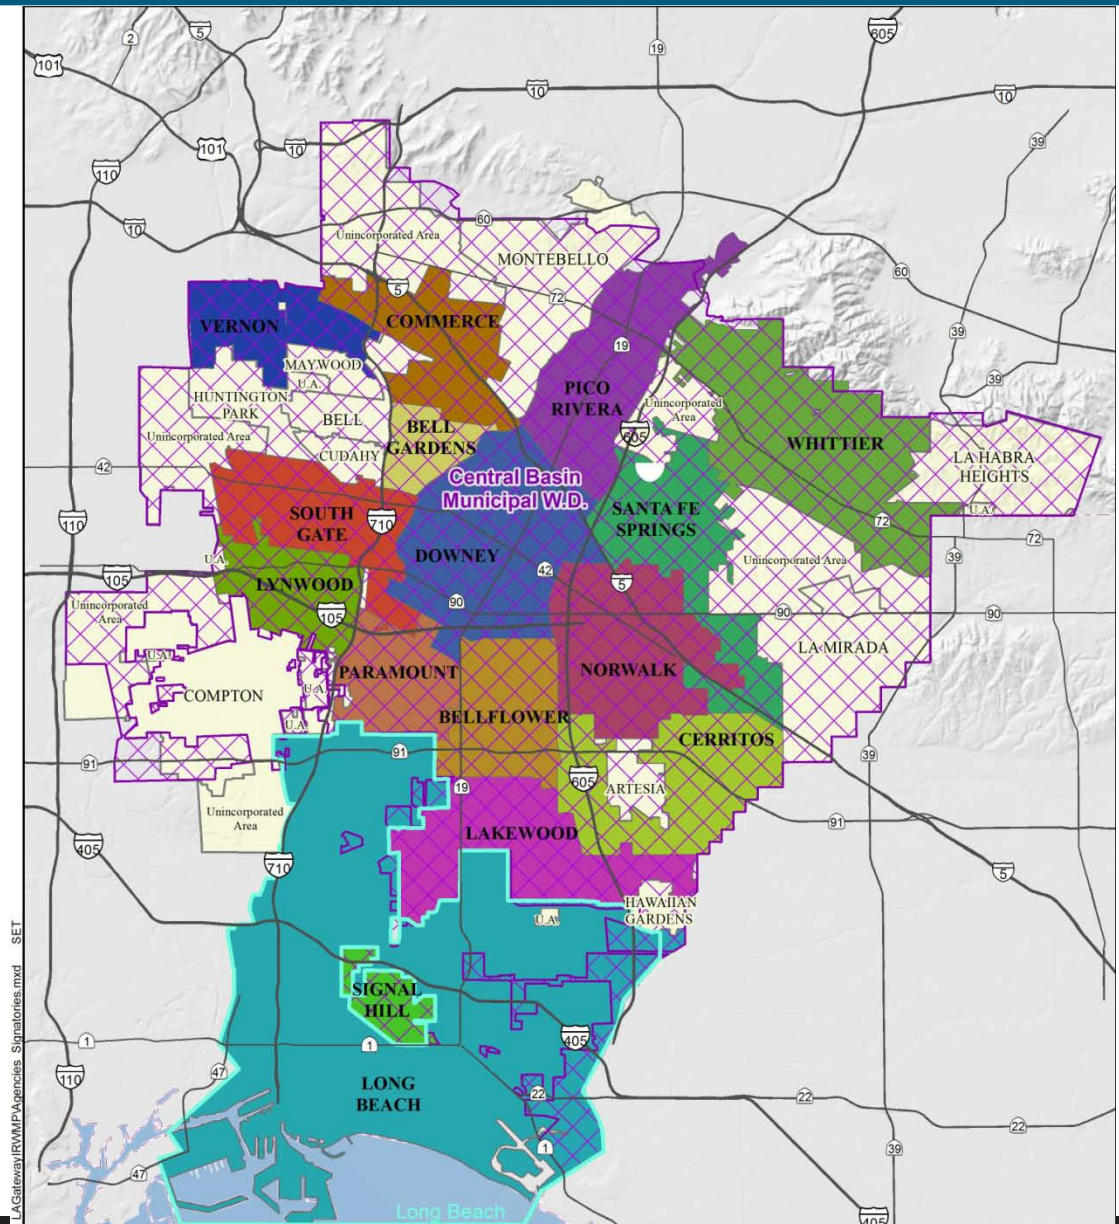 2
5
605
19
101
10
10
39
101
10
110
10
60
Unincorporated Area
MONTEBELLO
60
5
72
39
VERNON
COMMERCE
19
MAYWOOD
U.A.
39
HUNTINGTON
PARK
PICO
RIVERA
Unincorporated
Area
BELL
BELL
GARDENS
605
WHITTIER
Unincorporated Area
CUDAHY
LA HABRA
HEIGHTS
42
Central Basin
Municipal W.D.
SOUTH
GATE
710
SANTA FE
SPRINGS
U.A.
110
72
72
U.A.
DOWNEY
Unincorporated Area
39
105
LYNWOOD
42
5
Unincorporated
Area
105
90
90
90
U.A.
PARAMOUNT
NORWALK
LA MIRADA
COMPTON
U.A.
BELLFLOWER
U.A.
CERRITOS
91
91
39
605
ARTESIA
19
Unincorporated
Area
LAKEWOOD
91
405
710
5
HAWAIIAN
GARDENS
U.A.
SIGNAL
HILL
405
1
1
110
47
LONG
BEACH
22
22
22
1
39
47
Long Beach
405
LAGateway\IRWMP\Agencies_Signatories.mxd SET